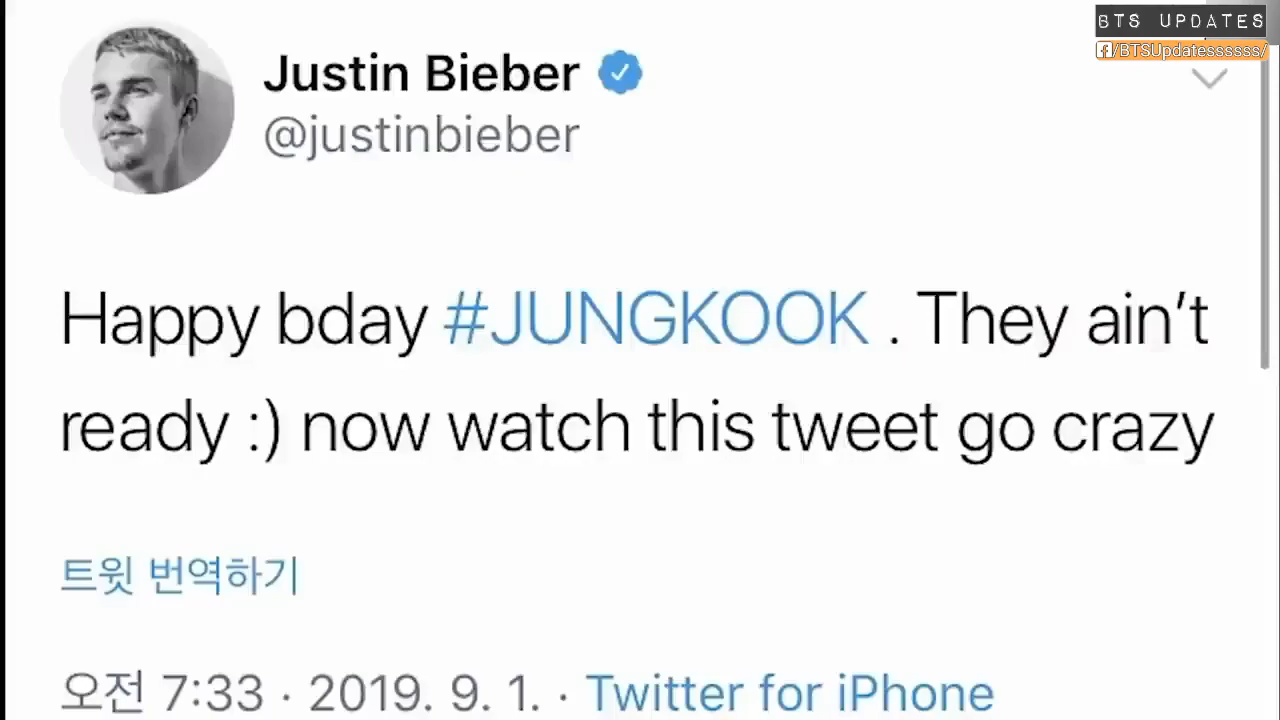 BTS UPDATES
f/BTSUpdatessssss/
Justin Bieber
@justinbieber
Happy bday #JUNGKOOK . They ain't
ready :) now watch this tweet go crazy
트윗 번역하기
오전 7:33 · 2019. 9. 1. · Twitter for iPhone